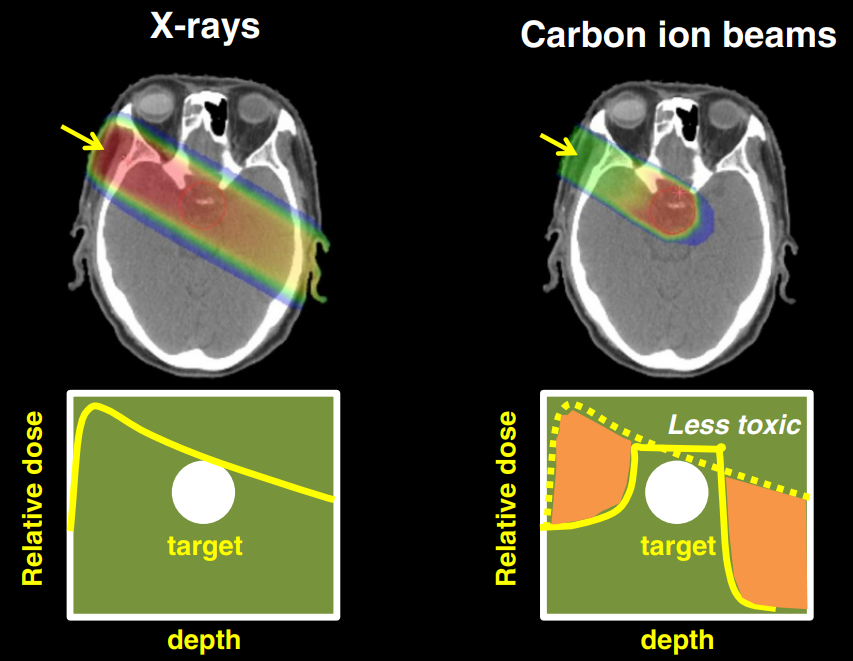 X-rays
Carbon ion beams
Relative dose
target
depth
Relative dose
Less toxic
target
depth